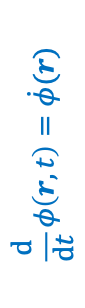 d/dt ϕ(r, t) = ϕ̇(r)